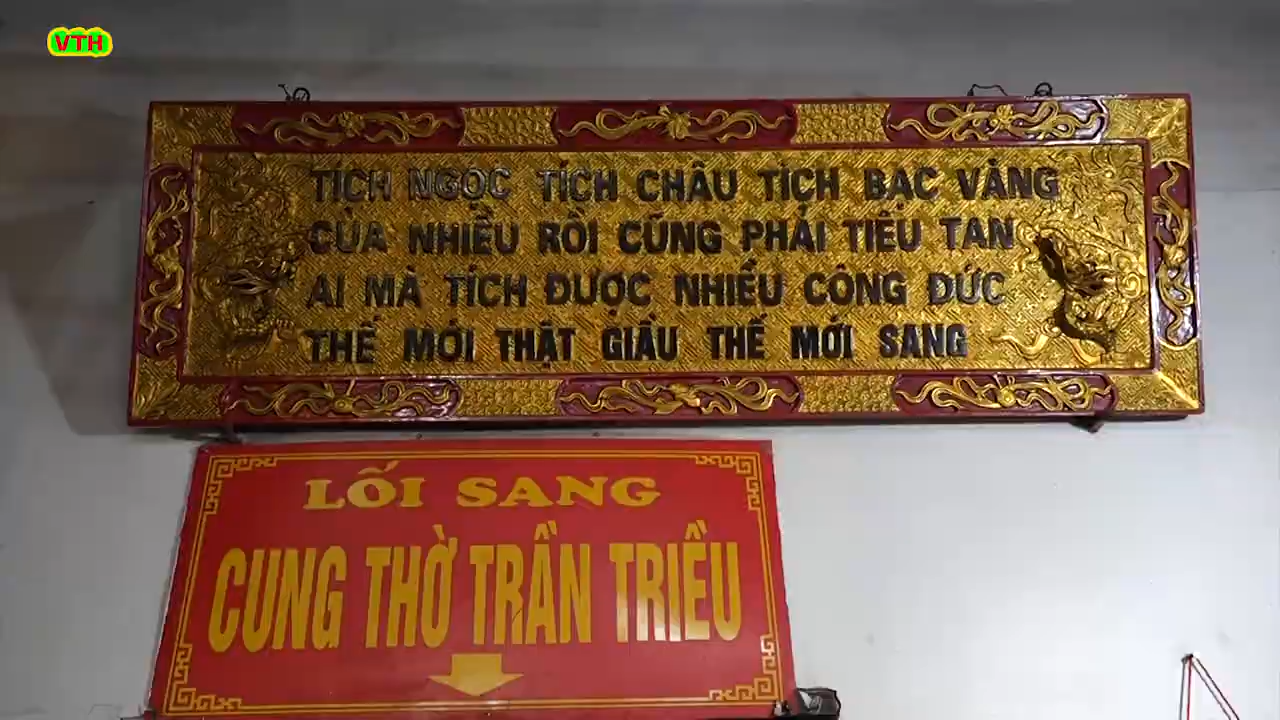 VTH
TÍCH NGỌC TÍCH CHÂU TÍCH BẠC VÀNG
CỦA NHIỀU RỒI CŨNG PHẢI TIÊU TAN
AI MÀ TÍCH ĐƯỢC NHIỀU CÔNG ĐỨC
THẾ MỚI THẬT GIẦU THẾ MỚI SANG
LỐI SANG
CUNG THỜ TRẦN TRIỀU